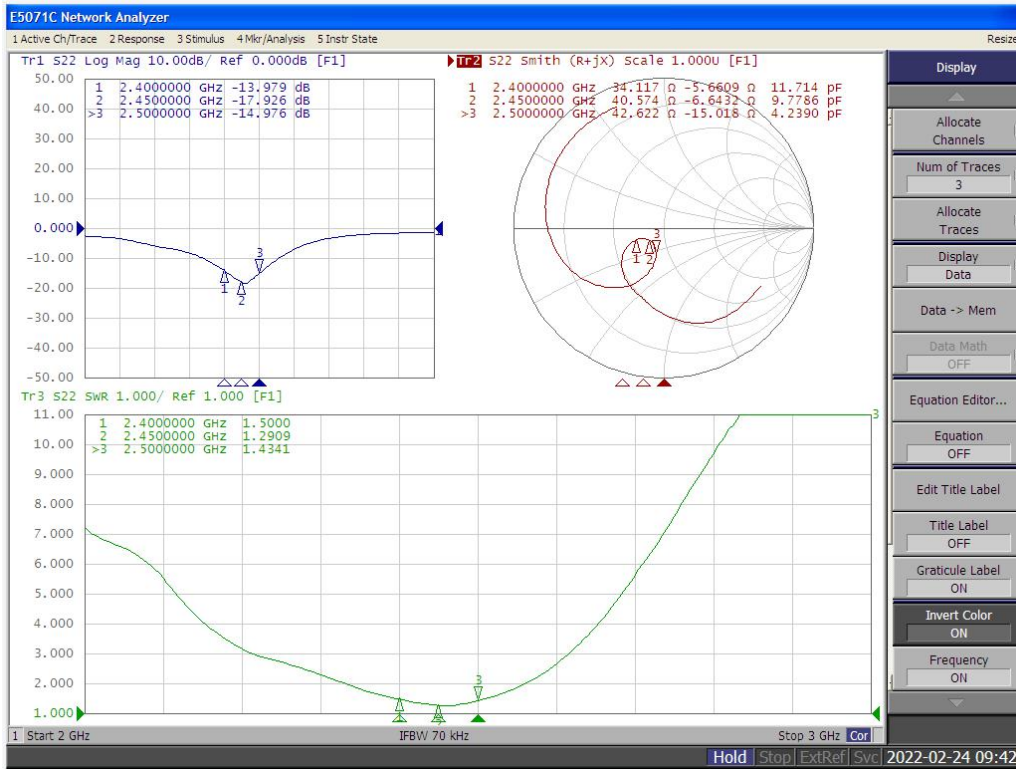 E5071C Network Analyzer
1 Active Ch/Trace 2 Response 3 Stimulus 4 Mkr/Analysis 5 Instr State
Resize
Tr1 S22 Log Mag 10.00dB/ Ref 0.000dB [F1]
50.00
1 2.4000000 GHz -13.979 dB
2 2.4500000 GHz -17.926 dB
>3 2.5000000 GHz -14.976 dB
40.00
30.00
20.00
10.00
0.000
-10.00
-20.00
-30.00
-40.00
-50.00
1
2
3
Tr2 S22 Smith (R+jX) Scale 1.000U [F1]
1 2.4000000 GHz 34.117 Ω -5.6609 Ω 11.714 pF
2 2.4500000 GHz 40.574 Ω -6.6432 Ω 9.7786 pF
>3 2.5000000 GHz 42.622 Ω -15.018 Ω 4.2390 pF
3
1 2
Tr3 S22 SWR 1.000/ Ref 1.000 [F1]
11.00
1 2.4000000 GHz 1.5000
2 2.4500000 GHz 1.2909
>3 2.5000000 GHz 1.4341
10.00
9.000
8.000
7.000
6.000
5.000
4.000
3.000
2.000
1.000
3
3
1
1 Start 2 GHz
IFBW 70 kHz
Stop 3 GHz Cor
Hold Stop ExtRef Svc 2022-02-24 09:42
Display
Allocate
Channels
Num of Traces
3
Allocate
Traces
Display
Data
Data -> Mem
Data Math
OFF
Equation Editor...
Equation
OFF
Edit Title Label
Title Label
OFF
Graticule Label
ON
Invert Color
ON
Frequency
ON